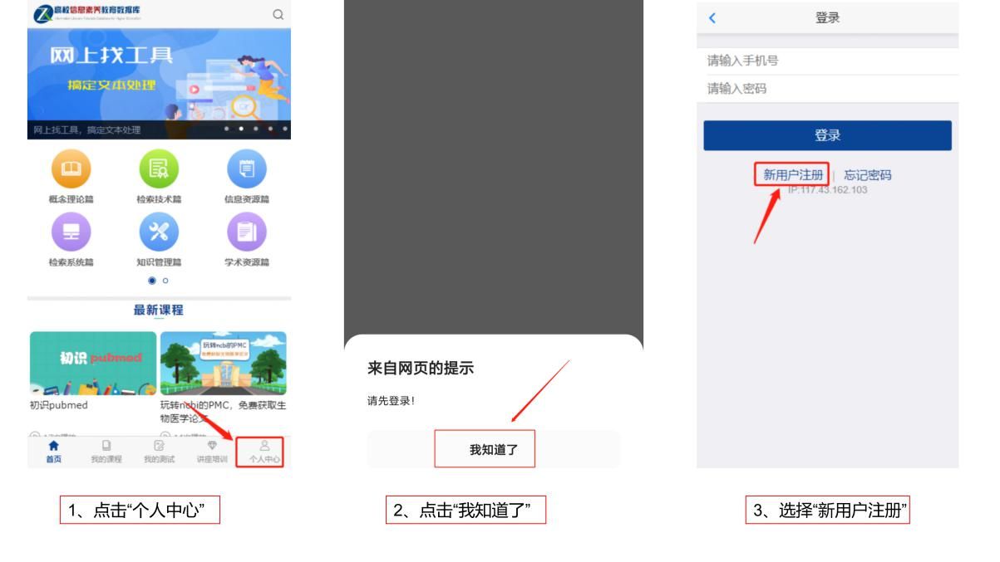 高校信息素养教育数据库
网上找工具
搞定文本处理
网上找工具，搞定文本处理
概念理论篇
检索技术篇
信息资源篇
检索系统篇
知识管理篇
学术资源篇
最新课程
初识 pubmed
玩转ncbi的PMC
免费获取生物医学论文
初识pubmed
玩转ncbi的PMC，免费获取生
物医学论文
首页
我的课程
我的测试
讲座培训
个人中心
1、点击“个人中心”
来自网页的提示
请先登录！
我知道了
2、点击“我知道了”
登录
请输入手机号
请输入密码
登录
新用户注册 | 忘记密码
IP:117.43.162.103
3、选择“新用户注册”